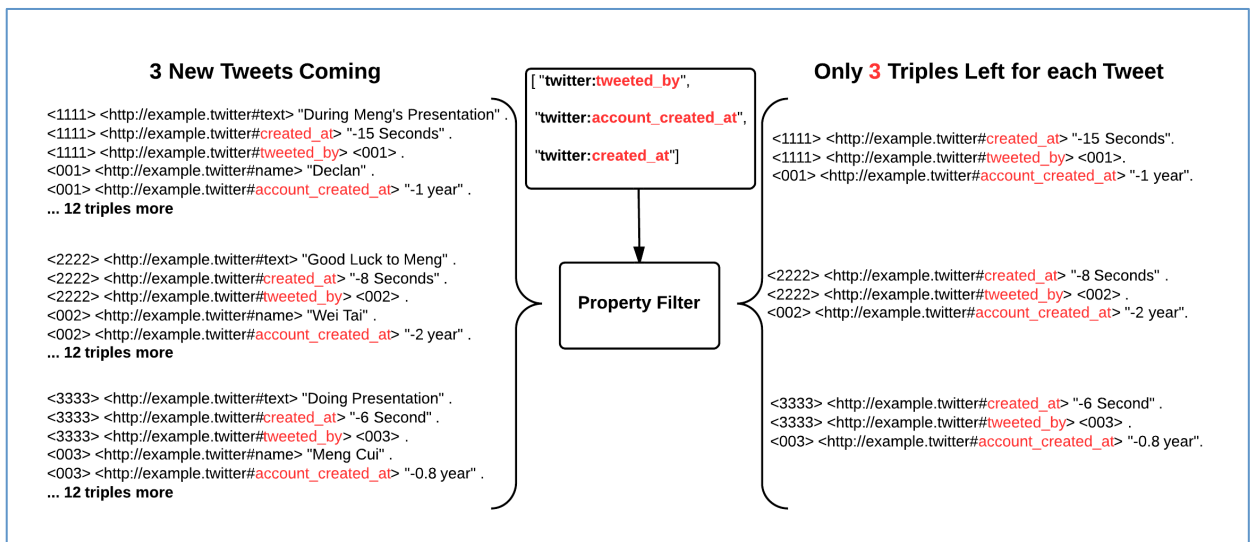 3 New Tweets Coming
<1111> <http://example.twitter#text> "During Meng's Presentation" .
<1111> <http://example.twitter#created_at> "-15 Seconds" .
<1111> <http://example.twitter#tweeted_by> <001> .
<001> <http://example.twitter#name> "Declan" .
<001> <http://example.twitter#account_created_at> "-1 year" .
... 12 triples more
<2222> <http://example.twitter#text> "Good Luck to Meng" .
<2222> <http://example.twitter#created_at> "-8 Seconds" .
<2222> <http://example.twitter#tweeted_by> <002> .
<002> <http://example.twitter#name> "Wei Tai" .
<002> <http://example.twitter#account_created_at> "-2 year" .
... 12 triples more
<3333> <http://example.twitter#text> "Doing Presentation" .
<3333> <http://example.twitter#created_at> "-6 Second" .
<3333> <http://example.twitter#tweeted_by> <003> .
<003> <http://example.twitter#name> "Meng Cui" .
<003> <http://example.twitter#account_created_at> "-0.8 year" .
... 12 triples more
[ "twitter:tweeted_by",
"twitter:account_created_at",
"twitter:created_at"]
Property Filter
Only 3 Triples Left for each Tweet
<1111> <http://example.twitter#created_at> "-15 Seconds".
<1111> <http://example.twitter#tweeted_by> <001>.
<001> <http://example.twitter#account_created_at> "-1 year".
<2222> <http://example.twitter#created_at> "-8 Seconds" .
<2222> <http://example.twitter#tweeted_by> <002> .
<002> <http://example.twitter#account_created_at> "-2 year".
<3333> <http://example.twitter#created_at> "-6 Second" .
<3333> <http://example.twitter#tweeted_by> <003> .
<003> <http://example.twitter#account_created_at> "-0.8 year".